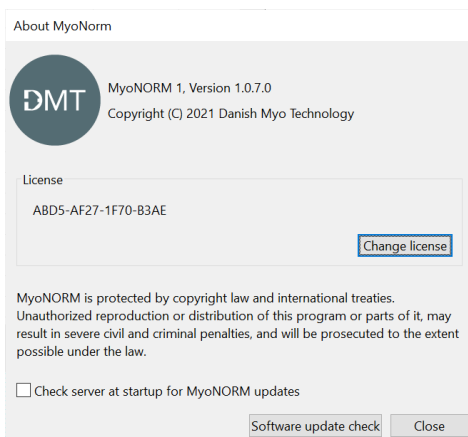 About MyoNorm
DMT
MyoNORM 1, Version 1.0.7.0
Copyright (C) 2021 Danish Myo Technology
License
ABD5-AF27-1F70-B3AE
Change license
MyoNORM is protected by copyright law and international treaties.
Unauthorized reproduction or distribution of this program or parts of it, may
result in severe civil and criminal penalties, and will be prosecuted to the extent
possible under the law.
Check server at startup for MyoNORM updates
Software update check Close